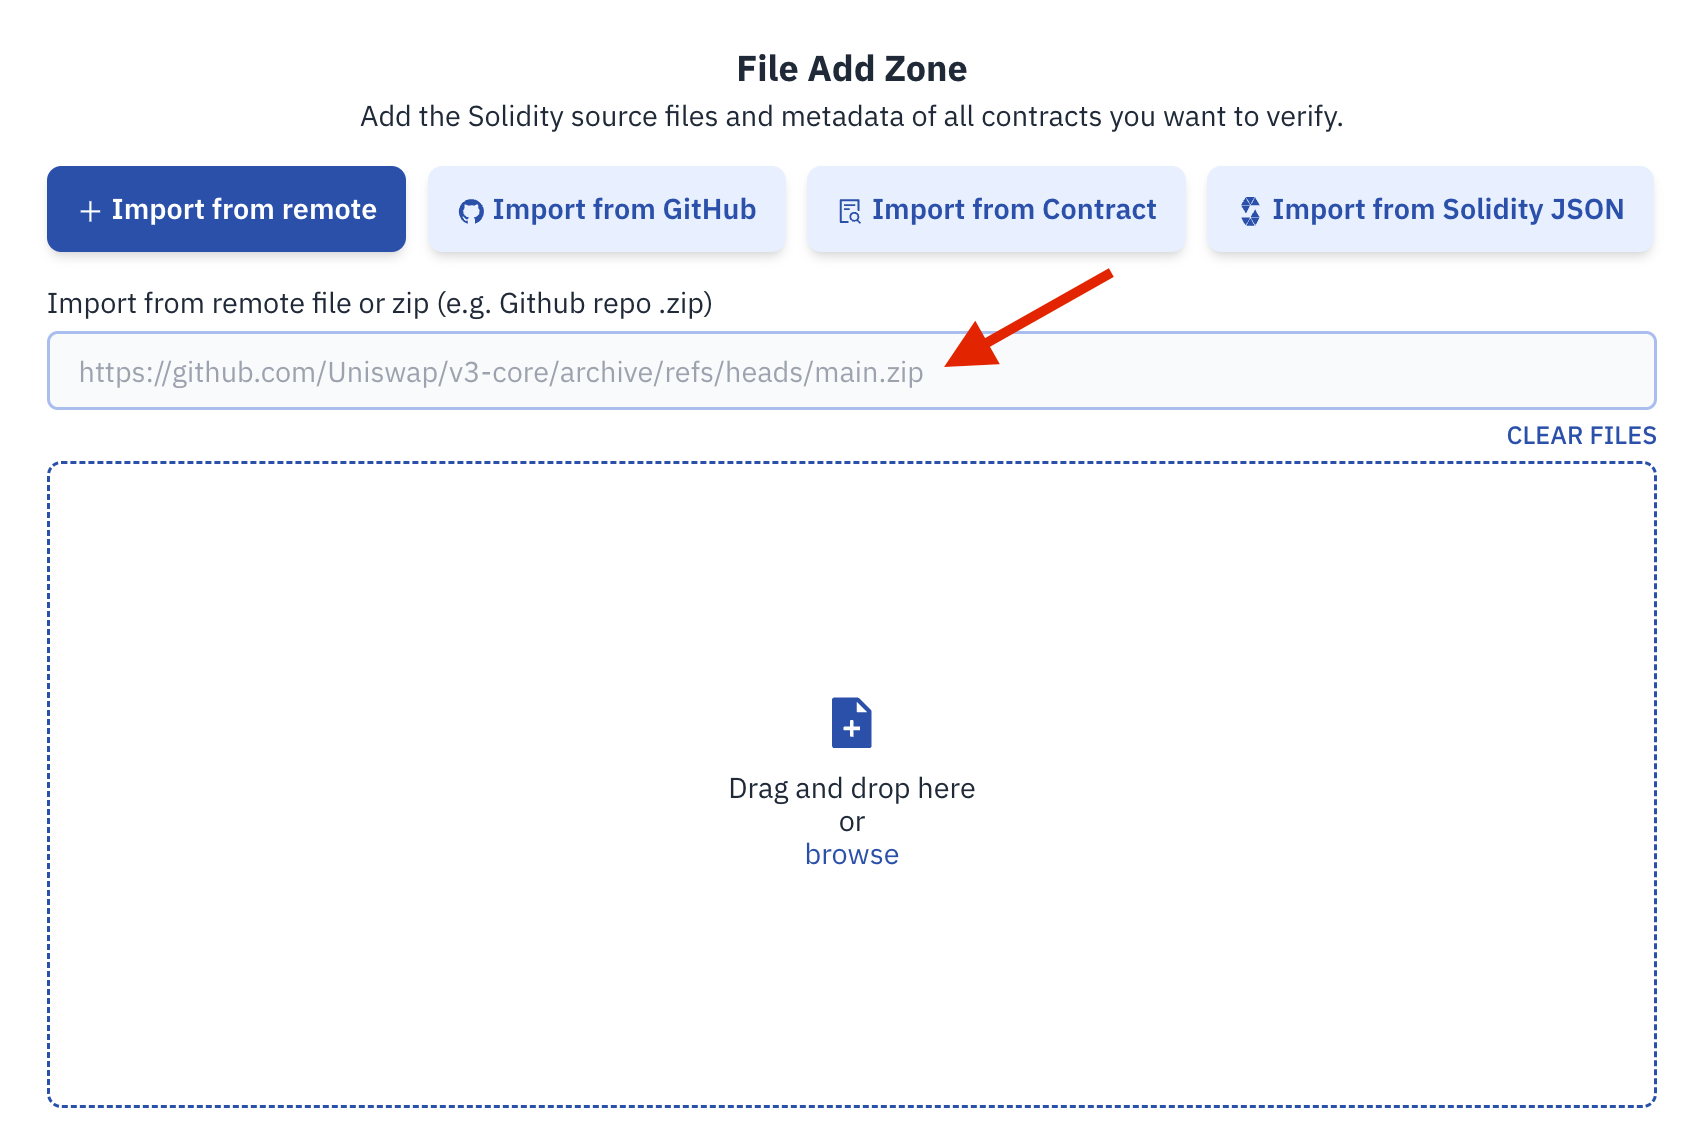 File Add Zone
Add the Solidity source files and metadata of all contracts you want to verify.
Import from remote
Import from GitHub
Import from Contract
Import from Solidity JSON
Import from remote file or zip (e.g. Github repo .zip)
https://github.com/Uniswap/v3-core/archive/refs/heads/main.zip
CLEAR FILES
Drag and drop here
or
browse